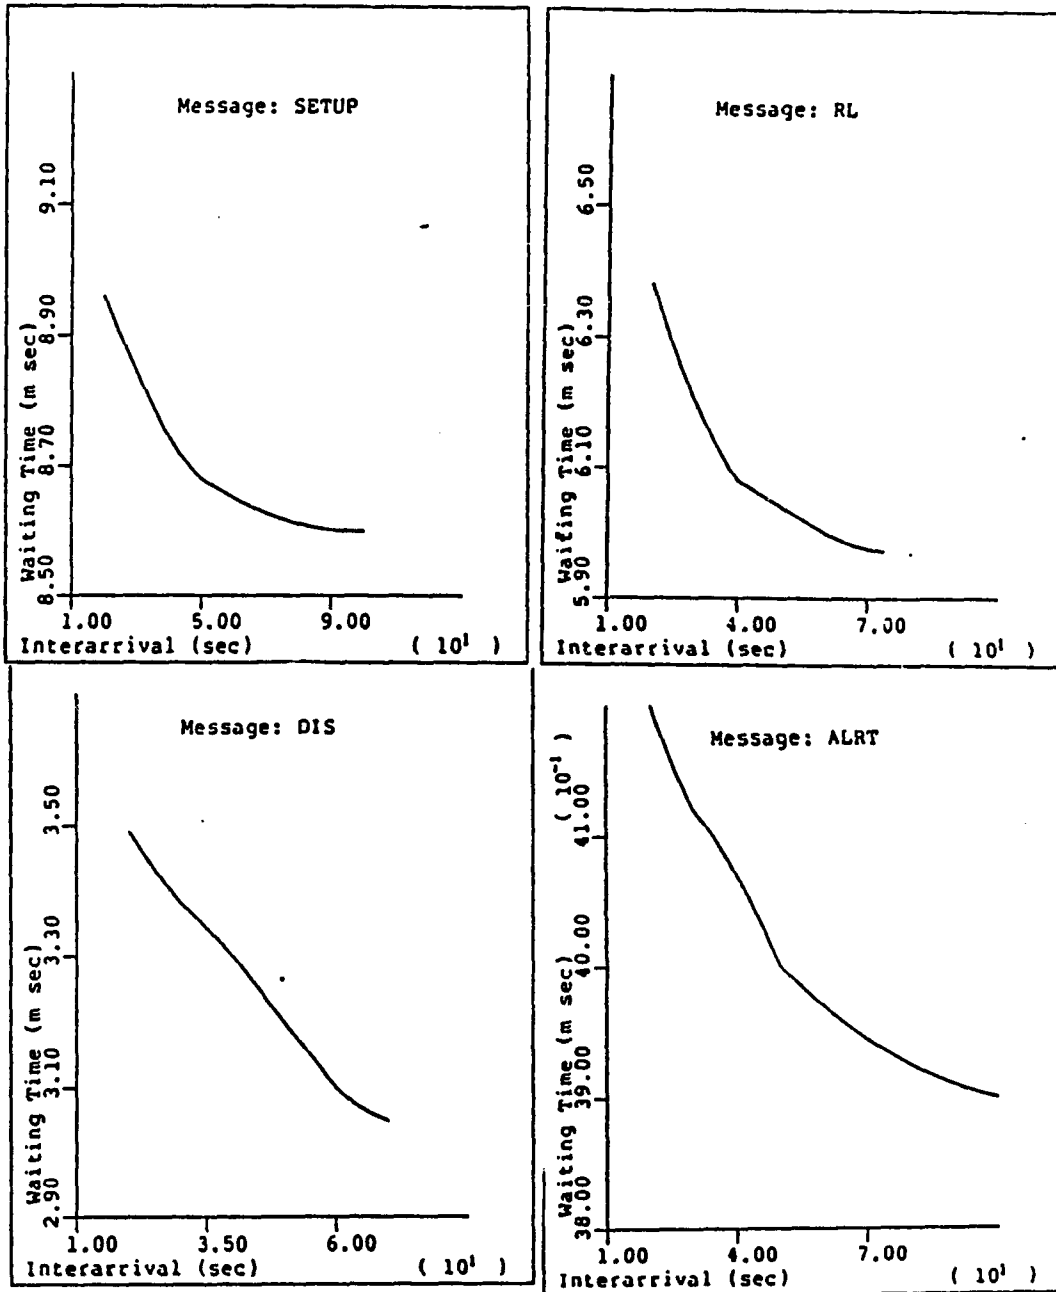 Message: SETUP
Waiting Time (m sec)
9.10
8.90
8.70
8.50
1.00 5.00 9.00
Interarrival (sec) ( 10¹ )
Message: RL
Waiting Time (m sec)
6.50
6.30
6.10
5.90
1.00 4.00 7.00
Interarrival (sec) ( 10¹ )
Message: DIS
Waiting Time (m sec)
3.50
3.30
3.10
2.90
1.00 3.50 6.00
Interarrival (sec) ( 10¹ )
Message: ALRT
Waiting Time (m sec)
( 10⁻¹ )
41.00
40.00
39.00
38.00
1.00 4.00 7.00
Interarrival (sec) ( 10¹ )